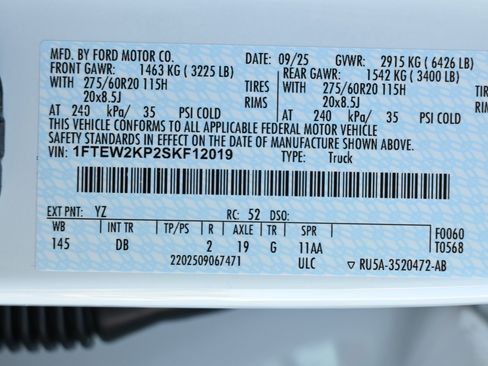 MFD. BY FORD MOTOR CO. DATE: 09/25 GVWR: 2915 KG ( 6426 LB)
FRONT GAWR: 1463 KG ( 3225 LB) REAR GAWR: 1542 KG ( 3400 LB)
WITH 275/60R20 115H TIRES WITH 275/60R20 115H TIRES
20x8.5J RIMS 20x8.5J RIMS
AT 240 kPa/ 35 PSI COLD AT 240 kPa/ 35 PSI COLD
THIS VEHICLE CONFORMS TO ALL APPLICABLE FEDERAL MOTOR VEHICLE
SAFETY STANDARDS IN EFFECT ON THE DATE OF MANUFACTURE SHOWN ABOVE
VIN: 1FTEW2KP2SKF12019 TYPE: Truck
EXT PNT: YZ RC: 52 DSO:
WB INT TR TP/PS R AXLE TR SPR F0060
145 DB 2 19 G 11AA T0568
2202509067471 ULC ▽ RU5A-3520472-AB